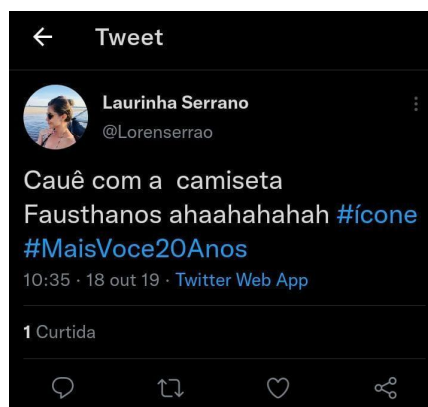 Tweet
Laurinha Serrano
@Lorenserrao
Cauê com a  camiseta
Fausthanos ahaahahahah #ícone
#MaisVoce20Anos
10:35 · 18 out 19 · Twitter Web App
1 Curtida